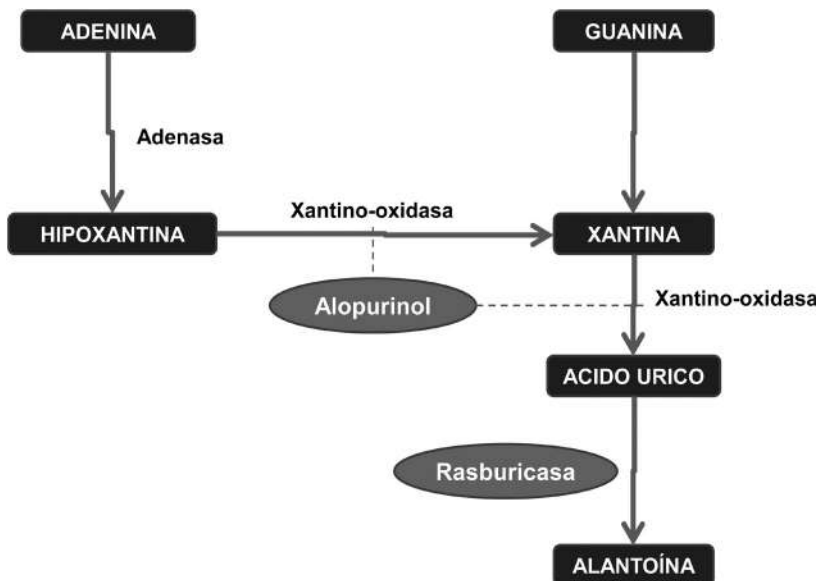 ADENINA
GUANINA
Adenasa
Xantino-oxidasa
HIPOXANTINA
XANTINA
Alopurinol
Xantino-oxidasa
ACIDO URICO
Rasburicasa
ALANTOÍNA